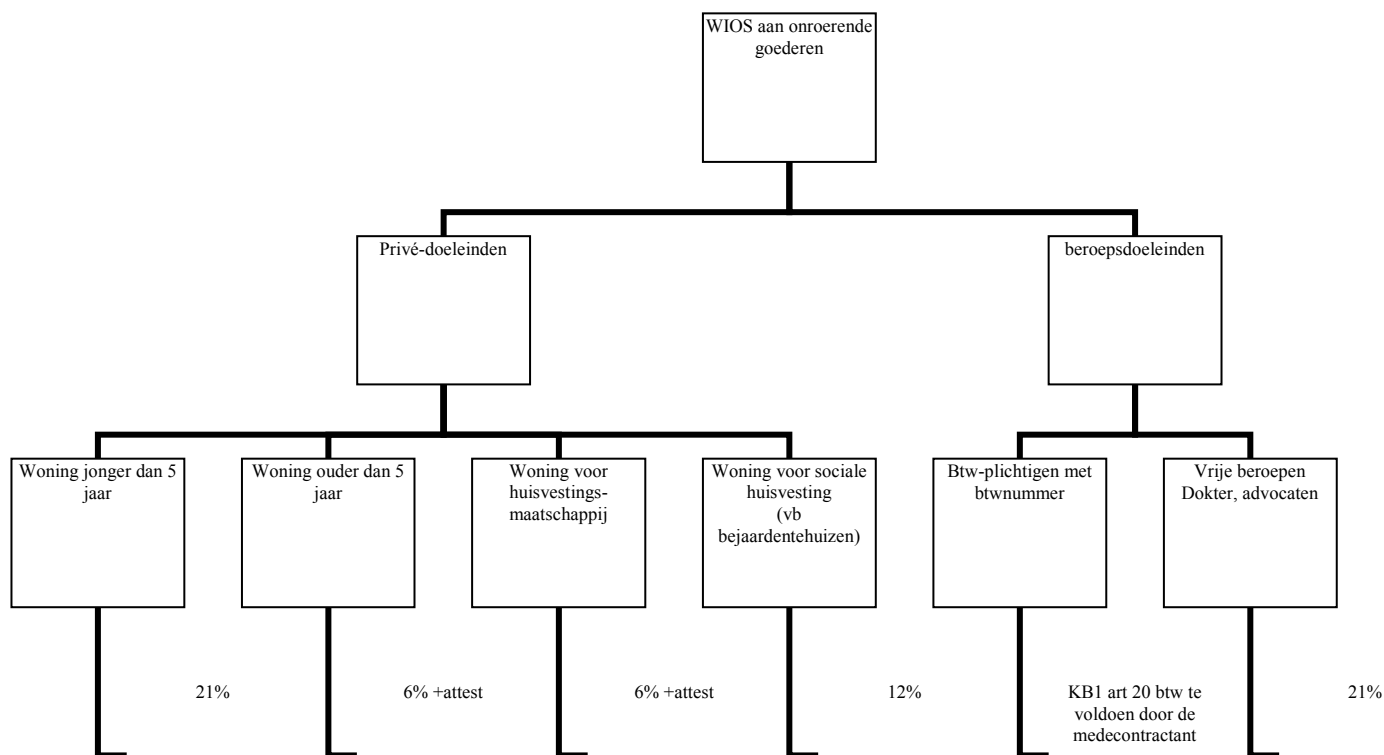 WIOS aan onroerende
goederen
Privé-doeleinden
beroepsdoeleinden
Woning jonger dan 5
jaar
Woning ouder dan 5
jaar
Woning voor
huisvestings-
maatschappij
Woning voor sociale
huisvesting
(vb
bejaardentehuizen)
Btw-plichtigen met
btwnummer
Vrije beroepen
Dokter, advocaten
21%
6% +attest
6% +attest
12%
KB1 art 20 btw te
voldoen door de
medecontractant
21%